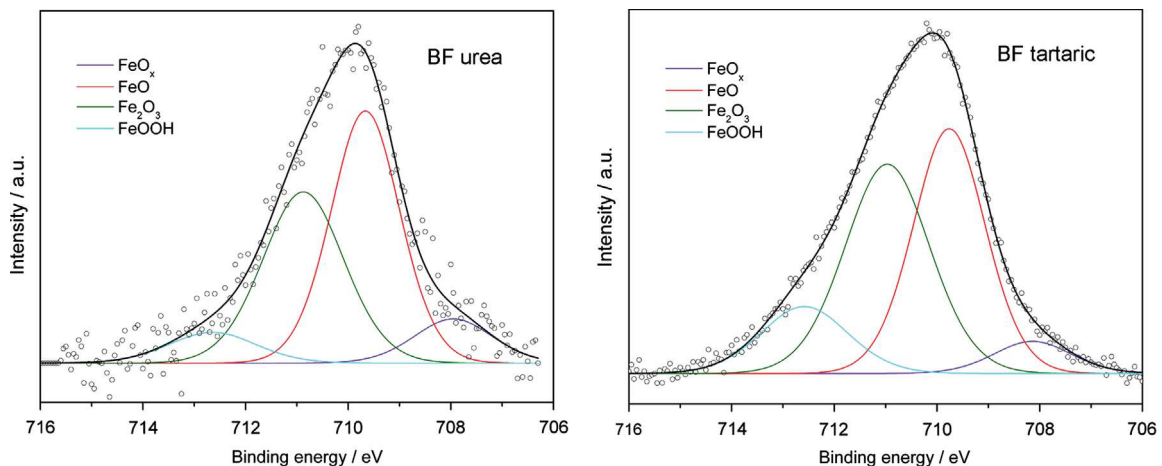 BF urea
FeOₓ
FeO
Fe₂O₃
FeOOH
Intensity / a.u.
716 714 712 710 708 706
Binding energy / eV
BF tartaric
FeOₓ
FeO
Fe₂O₃
FeOOH
Intensity / a.u.
716 714 712 710 708 706
Binding energy / eV